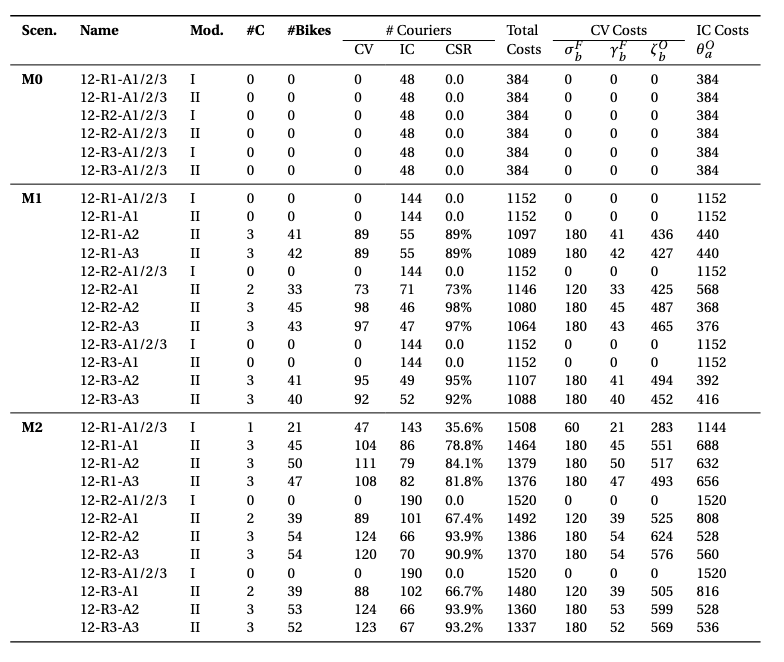 Scen. Name Mod. #C #Bikes # Couriers Total CV Costs IC Costs
CV IC CSR Costs σ_b^F γ_b^F ζ_b^O θ_a^O
M0 12-R1-A1/2/3 I 0 0 0 48 0.0 384 0 0 0 384
12-R1-A1/2/3 II 0 0 0 48 0.0 384 0 0 0 384
12-R2-A1/2/3 I 0 0 0 48 0.0 384 0 0 0 384
12-R2-A1/2/3 II 0 0 0 48 0.0 384 0 0 0 384
12-R3-A1/2/3 I 0 0 0 48 0.0 384 0 0 0 384
12-R3-A1/2/3 II 0 0 0 48 0.0 384 0 0 0 384
M1 12-R1-A1/2/3 I 0 0 0 144 0.0 1152 0 0 0 1152
12-R1-A1 II 0 0 0 144 0.0 1152 0 0 0 1152
12-R1-A2 II 3 41 89 55 89% 1097 180 41 436 440
12-R1-A3 II 3 42 89 55 89% 1089 180 42 427 440
12-R2-A1/2/3 I 0 0 0 144 0.0 1152 0 0 0 1152
12-R2-A1 II 2 33 73 71 73% 1146 120 33 425 568
12-R2-A2 II 3 45 98 46 98% 1080 180 45 487 368
12-R2-A3 II 3 43 97 47 97% 1064 180 43 465 376
12-R3-A1/2/3 I 0 0 0 144 0.0 1152 0 0 0 1152
12-R3-A1 II 0 0 0 144 0.0 1152 0 0 0 1152
12-R3-A2 II 3 41 95 49 95% 1107 180 41 494 392
12-R3-A3 II 3 40 92 52 92% 1088 180 40 452 416
M2 12-R1-A1/2/3 I 1 21 47 143 35.6% 1508 60 21 283 1144
12-R1-A1 II 3 45 104 86 78.8% 1464 180 45 551 688
12-R1-A2 II 3 50 111 79 84.1% 1379 180 50 517 632
12-R1-A3 II 3 47 108 82 81.8% 1376 180 47 493 656
12-R2-A1/2/3 I 0 0 0 190 0.0 1520 0 0 0 1520
12-R2-A1 II 2 39 89 101 67.4% 1492 120 39 525 808
12-R2-A2 II 3 54 124 66 93.9% 1386 180 54 624 528
12-R2-A3 II 3 54 120 70 90.9% 1370 180 54 576 560
12-R3-A1/2/3 I 0 0 0 190 0.0 1520 0 0 0 1520
12-R3-A1 II 2 39 88 102 66.7% 1480 120 39 505 816
12-R3-A2 II 3 53 124 66 93.9% 1360 180 53 599 528
12-R3-A3 II 3 52 123 67 93.2% 1337 180 52 569 536